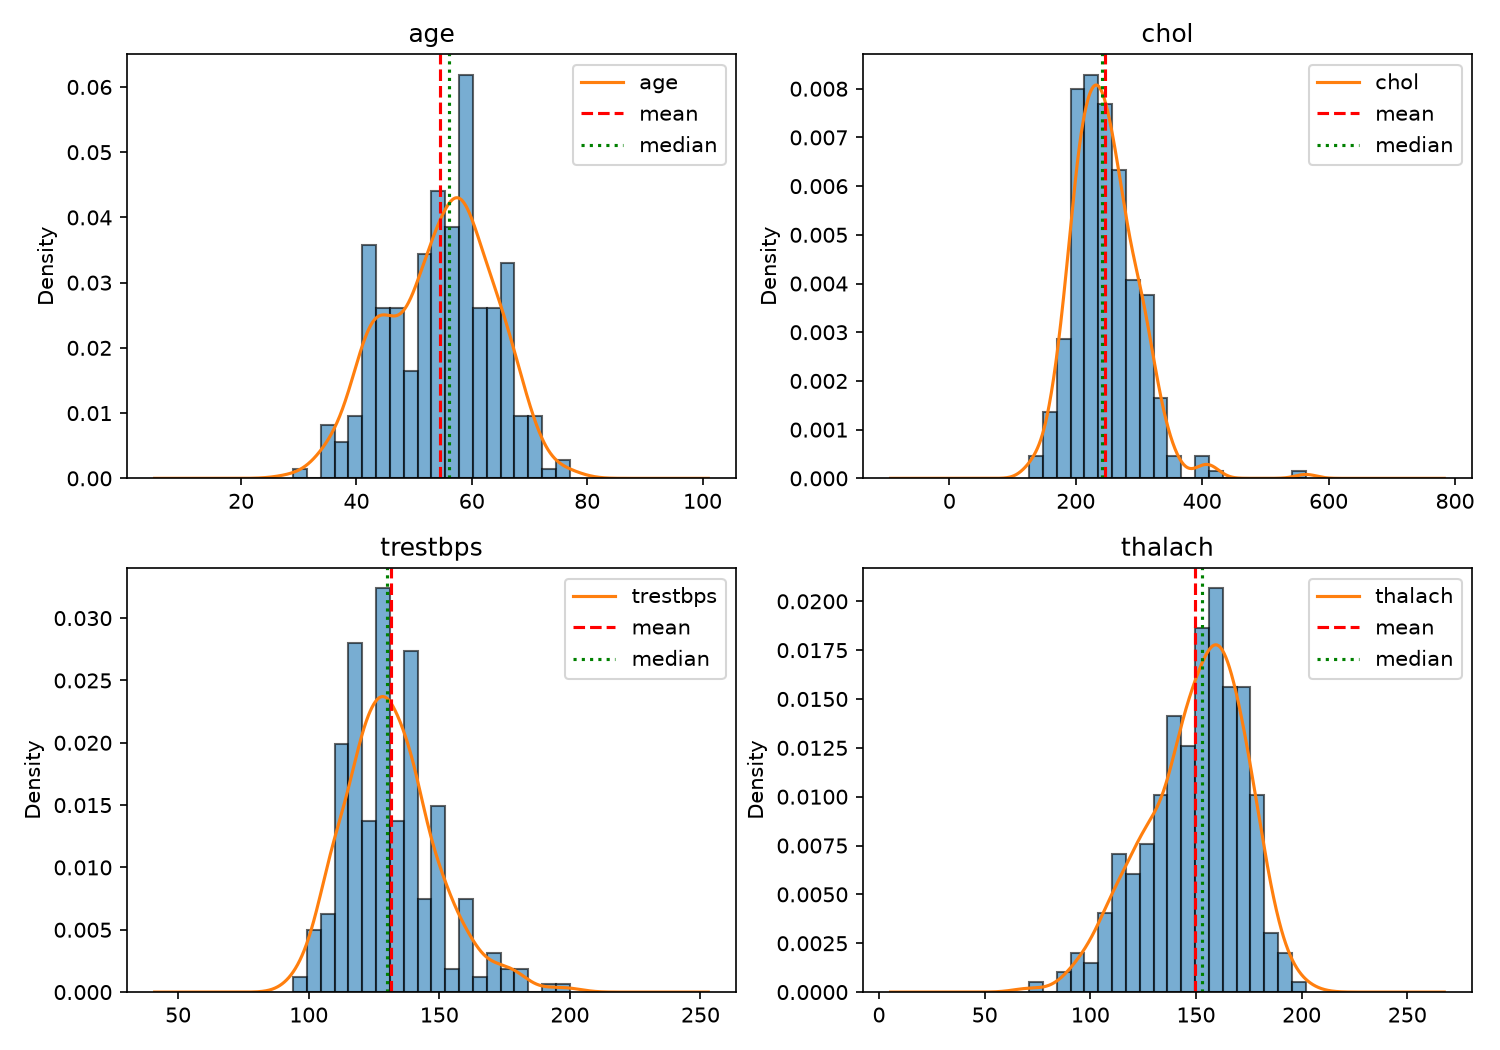 age
Density
0.06
0.05
0.04
0.03
0.02
0.01
0.00
20
40
60
80
100
age
mean
median
chol
Density
0.008
0.007
0.006
0.005
0.004
0.003
0.002
0.001
0.000
0
200
400
600
800
chol
mean
median
trestbps
Density
0.030
0.025
0.020
0.015
0.010
0.005
0.000
50
100
150
200
250
trestbps
mean
median
thalach
Density
0.0200
0.0175
0.0150
0.0125
0.0100
0.0075
0.0050
0.0025
0.0000
0
50
100
150
200
250
thalach
mean
median